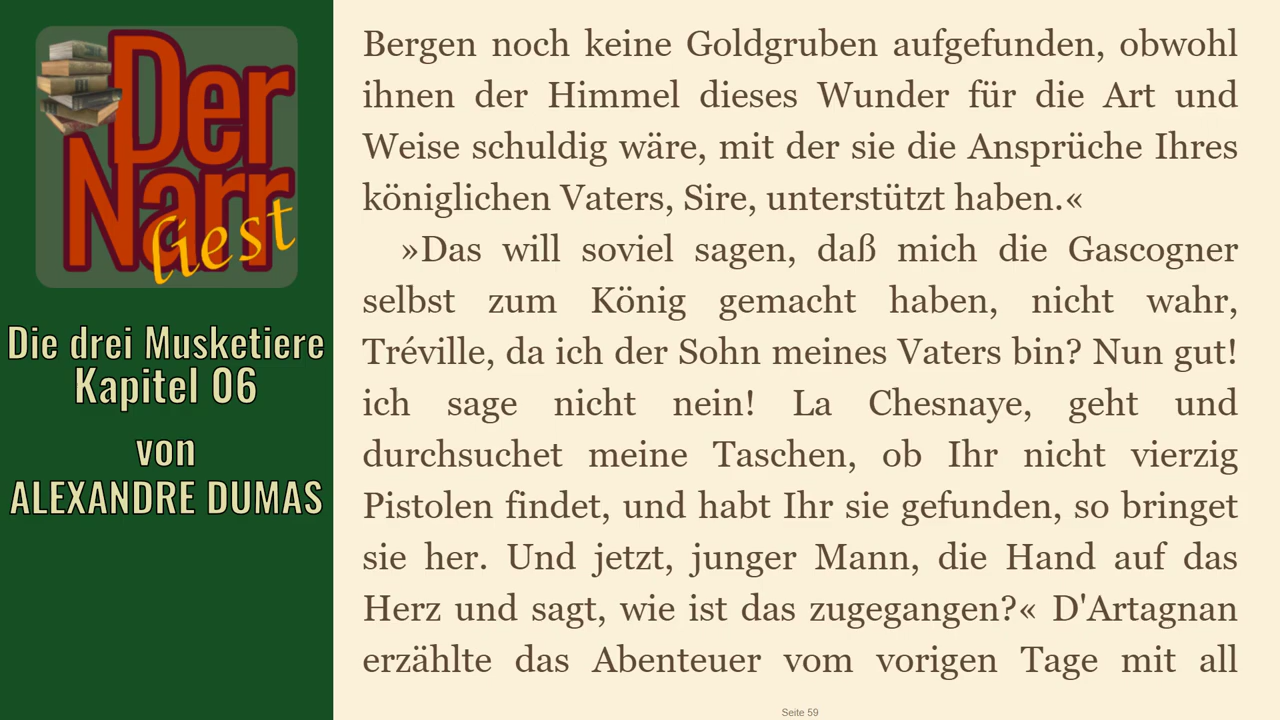 Der
Narr
liest
Die drei Musketiere
Kapitel 06
von
ALEXANDRE DUMAS
Bergen noch keine Goldgruben aufgefunden, obwohl
ihnen der Himmel dieses Wunder für die Art und
Weise schuldig wäre, mit der sie die Ansprüche Ihres
königlichen Vaters, Sire, unterstützt haben.«
»Das will soviel sagen, daß mich die Gascogner
selbst zum König gemacht haben, nicht wahr,
Tréville, da ich der Sohn meines Vaters bin? Nun gut!
ich sage nicht nein! La Chesnaye, geht und
durchsuchet meine Taschen, ob Ihr nicht vierzig
Pistolen findet, und habt Ihr sie gefunden, so bringet
sie her. Und jetzt, junger Mann, die Hand auf das
Herz und sagt, wie ist das zugegangen?« D'Artagnan
erzählte das Abenteuer vom vorigen Tage mit all
Seite 59